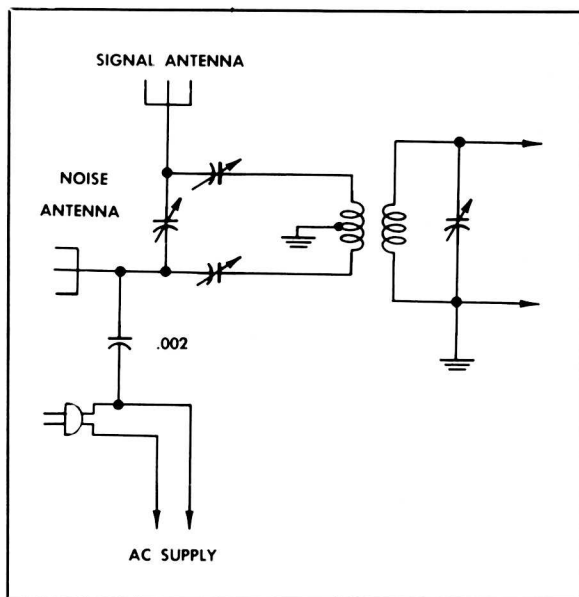 SIGNAL ANTENNA
NOISE
ANTENNA
.002
AC SUPPLY